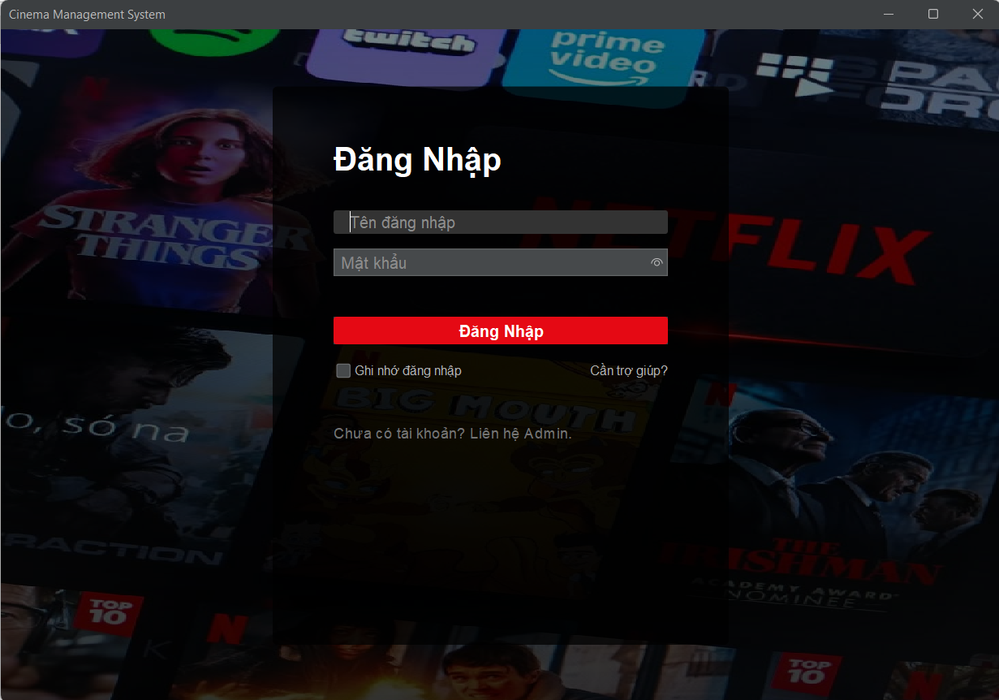 Cinema Management System
twitch
prime
video
STRANGER
THINGS
NETFLIX
Đăng Nhập
Tên đăng nhập
Mật khẩu
Đăng Nhập
Ghi nhớ đăng nhập
Cần trợ giúp?
BIG MOUTH
só na
Chưa có tài khoản? Liên hệ Admin.
THE
IRISHMAN
ACADEMY AWARD
NOMINEE
TOP
10
N
K
TOP
10